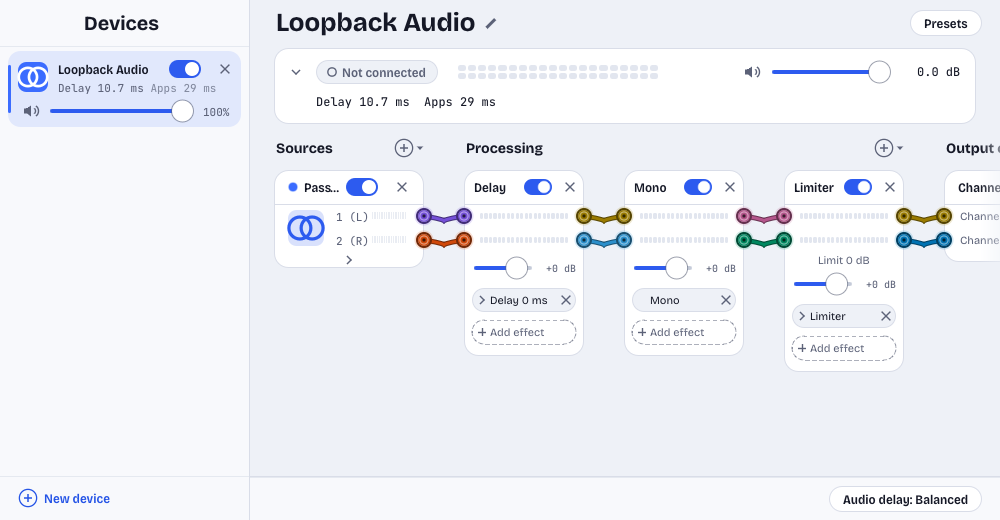 Devices
Loopback Audio
Delay 10.7 ms Apps 29 ms
100%
New device
Loopback Audio
Presets
Not connected
0.0 dB
Delay 10.7 ms Apps 29 ms
Sources
Processing
Output
Pass...
1 (L)
2 (R)
Delay
+0 dB
Delay 0 ms
Add effect
Mono
+0 dB
Mono
Add effect
Limiter
Limit 0 dB
+0 dB
Limiter
Add effect
Channe
Channe
Channe
Audio delay: Balanced